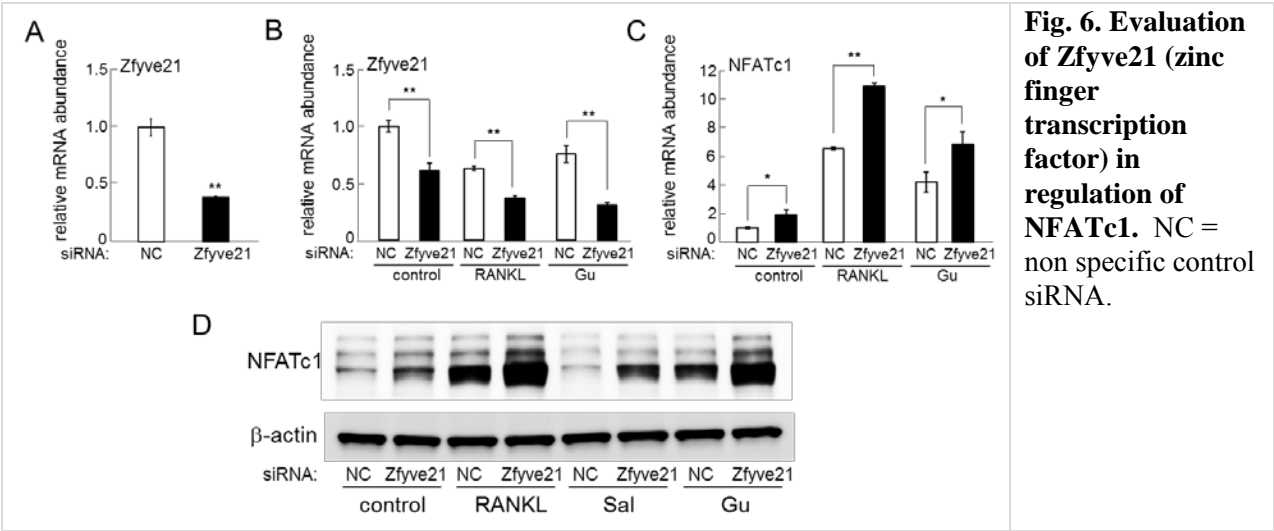 A
Zfyve21
relative mRNA abundance
1.5
1.0
0.5
0
**
siRNA: NC Zfyve21
B
Zfyve21
relative mRNA abundance
1.5
1.0
0.5
0
**
**
**
siRNA: NC Zfyve21 NC Zfyve21 NC Zfyve21
control RANKL Gu
C
NFATc1
relative mRNA abundance
12
10
8
6
4
2
0
*
**
*
siRNA: NC Zfyve21 NC Zfyve21 NC Zfyve21
control RANKL Gu
D
NFATc1
β-actin
siRNA: NC Zfyve21 NC Zfyve21 NC Zfyve21 NC Zfyve21
control RANKL Sal Gu
Fig. 6. Evaluation
of Zfyve21 (zinc
finger
transcription
factor) in
regulation of
NFATc1. NC =
non specific control
siRNA.